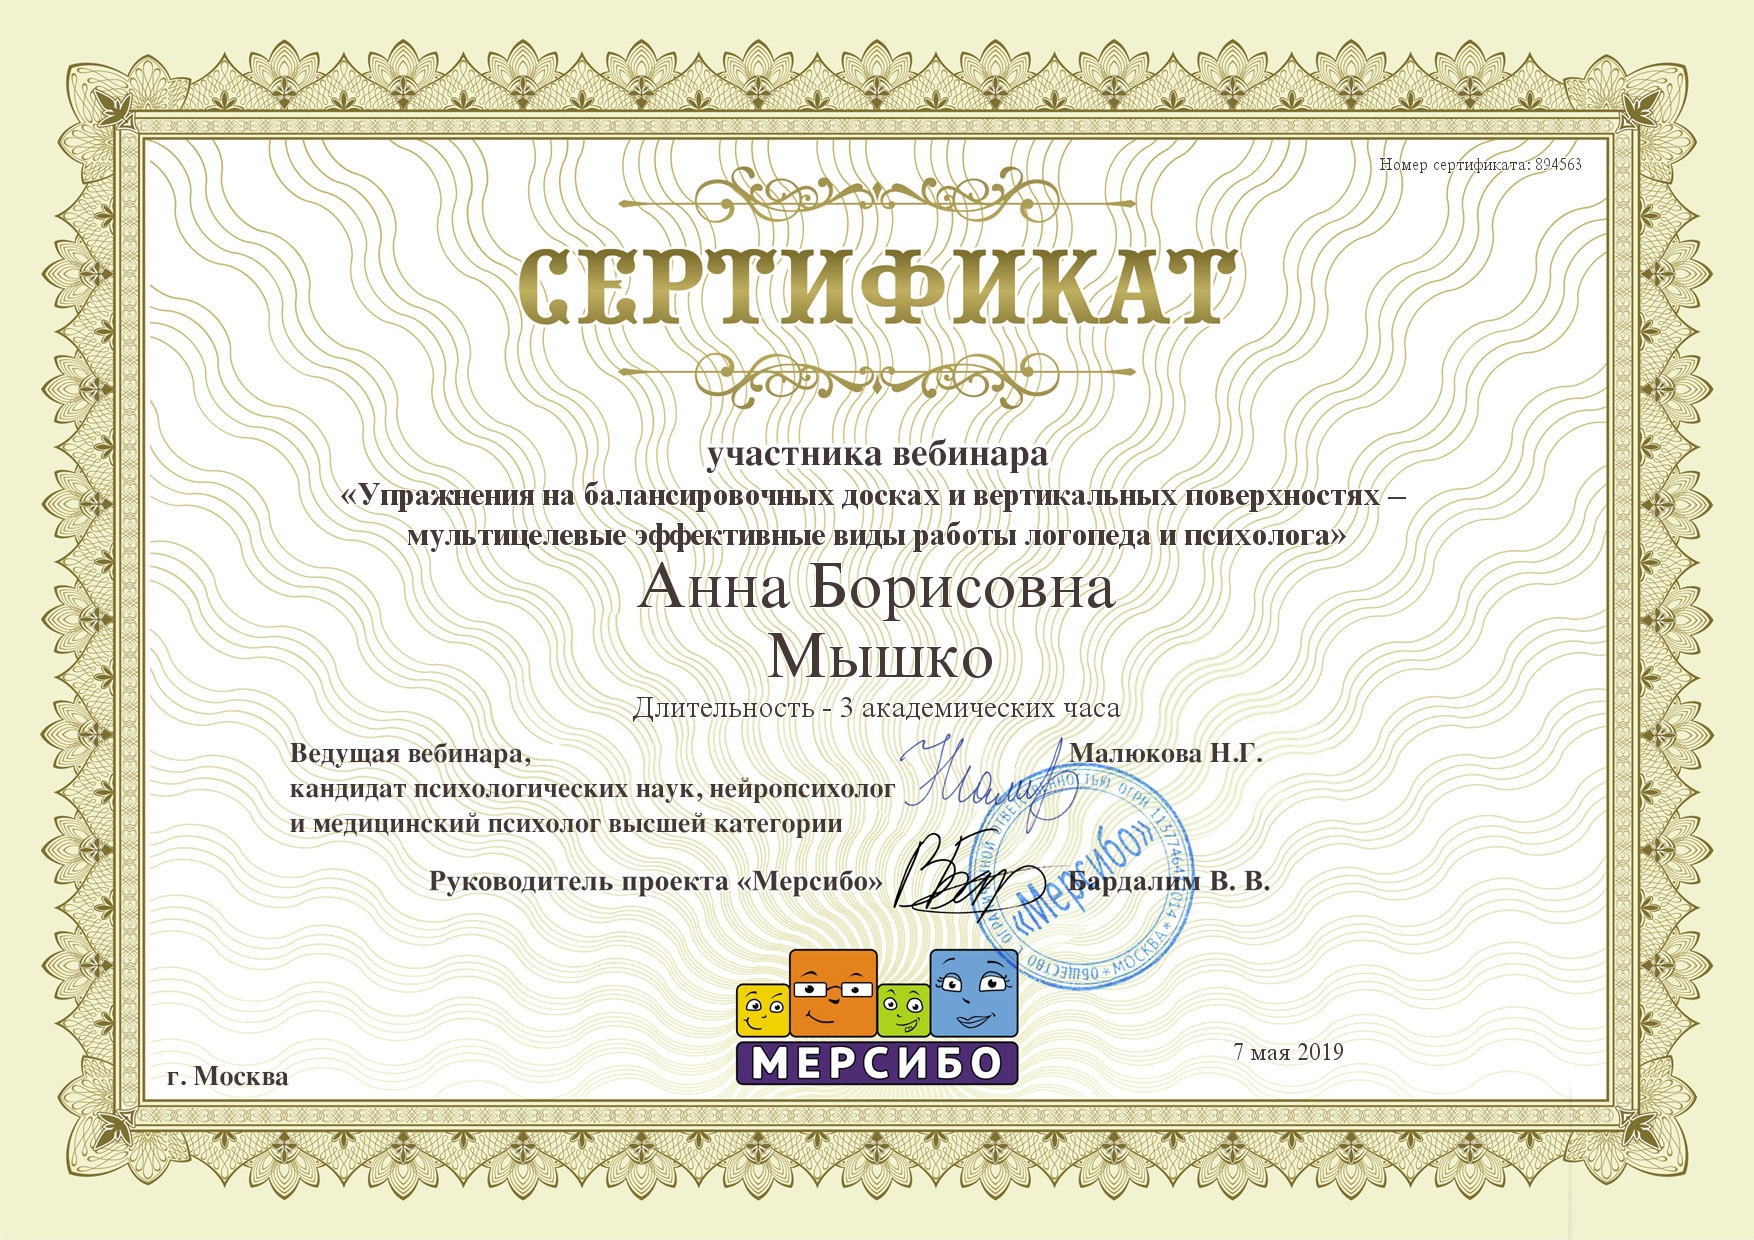 Номер сертификата: 894563
СЕРТИФИКАТ
участника вебинара
«Упражнения на балансировочных досках и вертикальных поверхностях –
мультицелевые эффективные виды работы логопеда и психолога»
Анна Борисовна
Мышко
Длительность - 3 академических часа
Ведущая вебинара,
кандидат психологических наук, нейропсихолог
и медицинский психолог высшей категории
Малюкова Н.Г.
Руководитель проекта «Мерсибо»
Бардалим В. В.
«Мерсибо»
ОБЩЕСТВО С
ОГРН
* МОСКВА *
МЕРСИБО
7 мая 2019
г. Москва